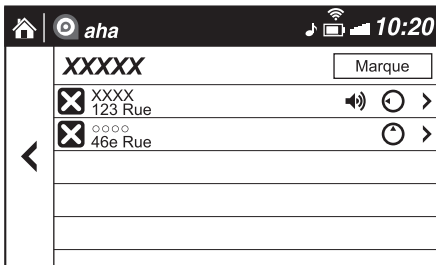 aha 10:20
XXXXX Marque
XXXX
123 Rue
○○○○
46e Rue